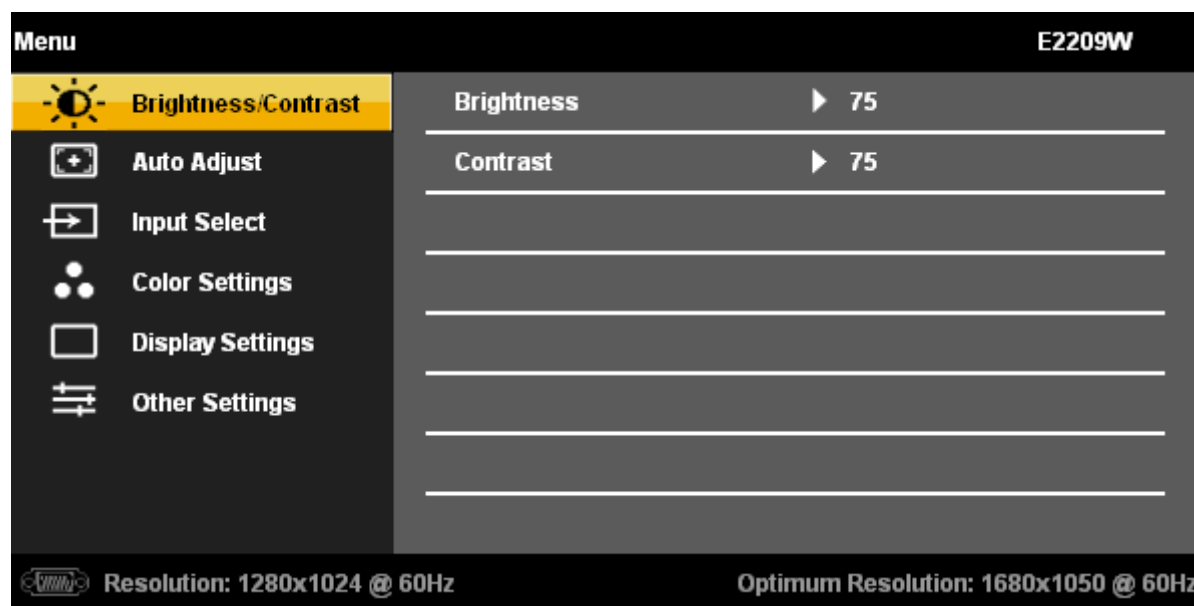 Menu E2209W
Brightness/Contrast Brightness 75
Auto Adjust Contrast 75
Input Select
Color Settings
Display Settings
Other Settings
Resolution: 1280x1024 @ 60Hz Optimum Resolution: 1680x1050 @ 60Hz